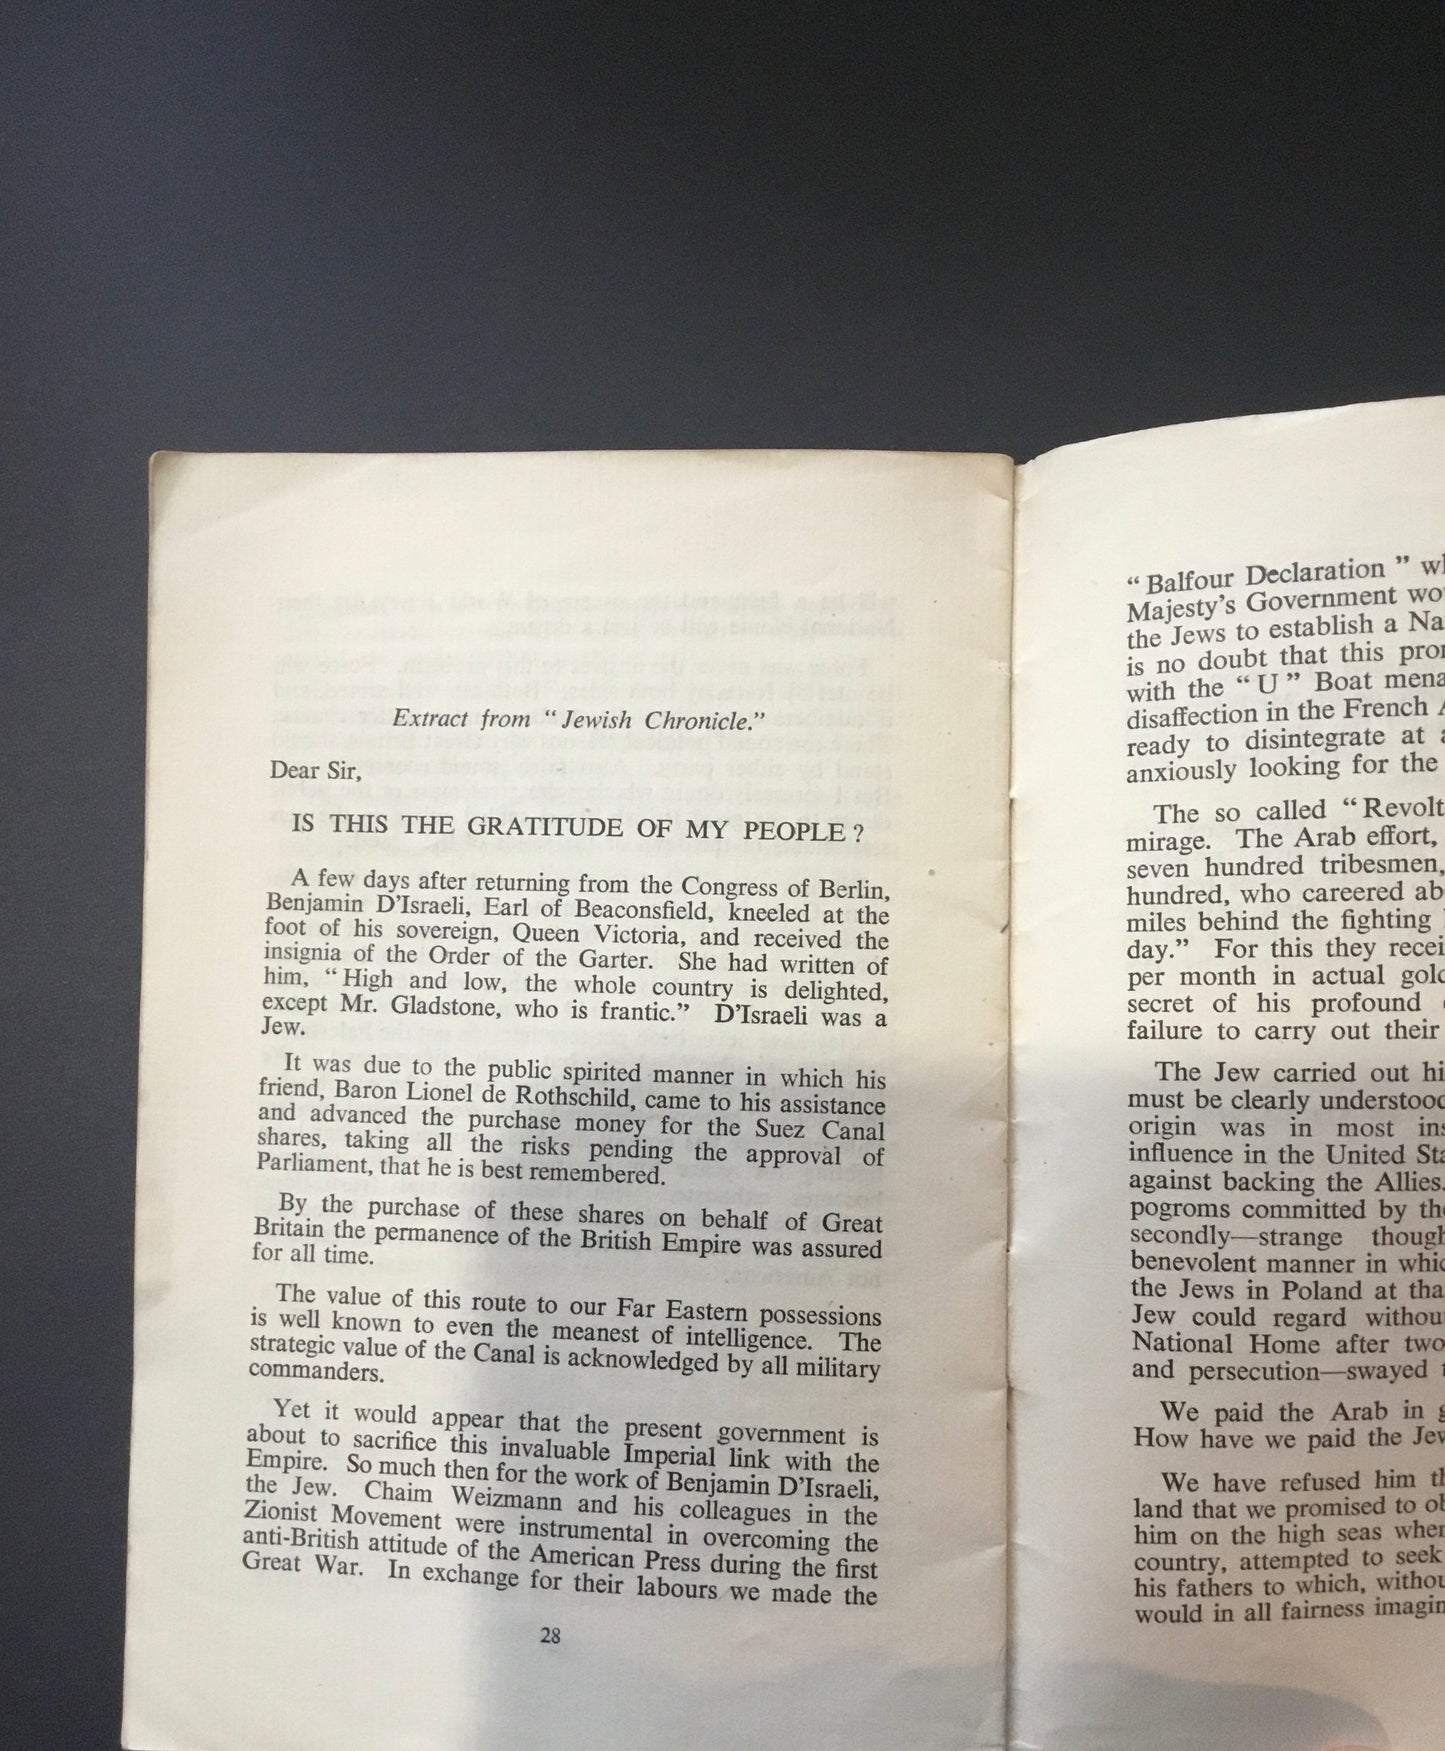 Extract from “Jewish Chronicle.”
Dear Sir,
IS THIS THE GRATITUDE OF MY PEOPLE ?
A few days after returning from the Congress of Berlin,
Benjamin D’Israeli, Earl of Beaconsfield, kneeled at the
foot of his sovereign, Queen Victoria, and received the
insignia of the Order of the Garter. She had written of
him, “High and low, the whole country is delighted,
except Mr. Gladstone, who is frantic.” D’Israeli was a
Jew.
It was due to the public spirited manner in which his
friend, Baron Lionel de Rothschild, came to his assistance
and advanced the purchase money for the Suez Canal
shares, taking all the risks pending the approval of
Parliament, that he is best remembered.
By the purchase of these shares on behalf of Great
Britain the permanence of the British Empire was assured
for all time.
The value of this route to our Far Eastern possessions
is well known to even the meanest of intelligence. The
strategic value of the Canal is acknowledged by all military
commanders.
Yet it would appear that the present government is
about to sacrifice this invaluable Imperial link with the
Empire. So much then for the work of Benjamin D’Israeli,
the Jew. Chaim Weizmann and his colleagues in the
Zionist Movement were instrumental in overcoming the
anti-British attitude of the American Press during the first
Great War. In exchange for their labours we made the
28
“Balfour Declaration”
Majesty’s Government
the Jews to establish a
is no doubt that this
with the “U” Boat
disaffection in the French
ready to disintegrate at
anxiously looking for the
The so called “Revolt
mirage. The Arab effort,
seven hundred tribesmen,
hundred, who careered
miles behind the fighting
day.” For this they
per month in actual
secret of his profound
failure to carry out their
The Jew carried out
must be clearly
origin was in most
influence in the United
against backing the Allies.
pogroms committed by
secondly—strange
benevolent manner in
the Jews in Poland at
Jew could regard
National Home after two
and persecution—swayed
We paid the Arab in
How have we paid the
We have refused him
land that we promised to
him on the high seas
country, attempted to seek
his fathers to which,
would in all fairness